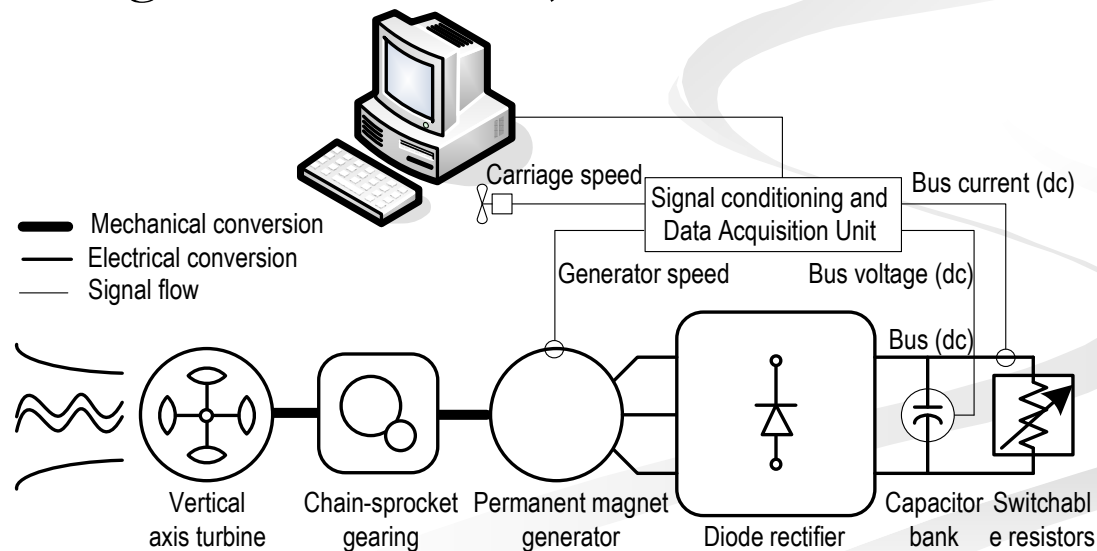 Carriage speed
Signal conditioning and
Data Acquisition Unit
Bus current (dc)
Mechanical conversion
Electrical conversion
Signal flow
Generator speed
Bus voltage (dc)
Bus (dc)
Vertical
axis turbine
Chain-sprocket
gearing
Permanent magnet
generator
Diode rectifier
Capacitor
bank
Switchabl
e resistors